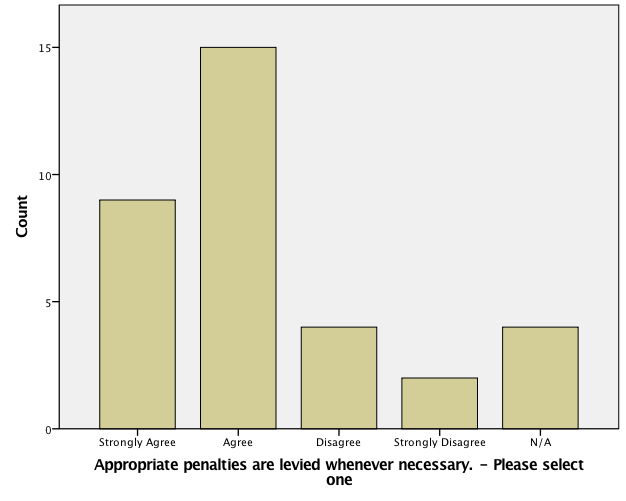 15
10
5
0
Count
Strongly Agree
Agree
Disagree
Strongly Disagree
N/A
Appropriate penalties are levied whenever necessary. – Please select
one